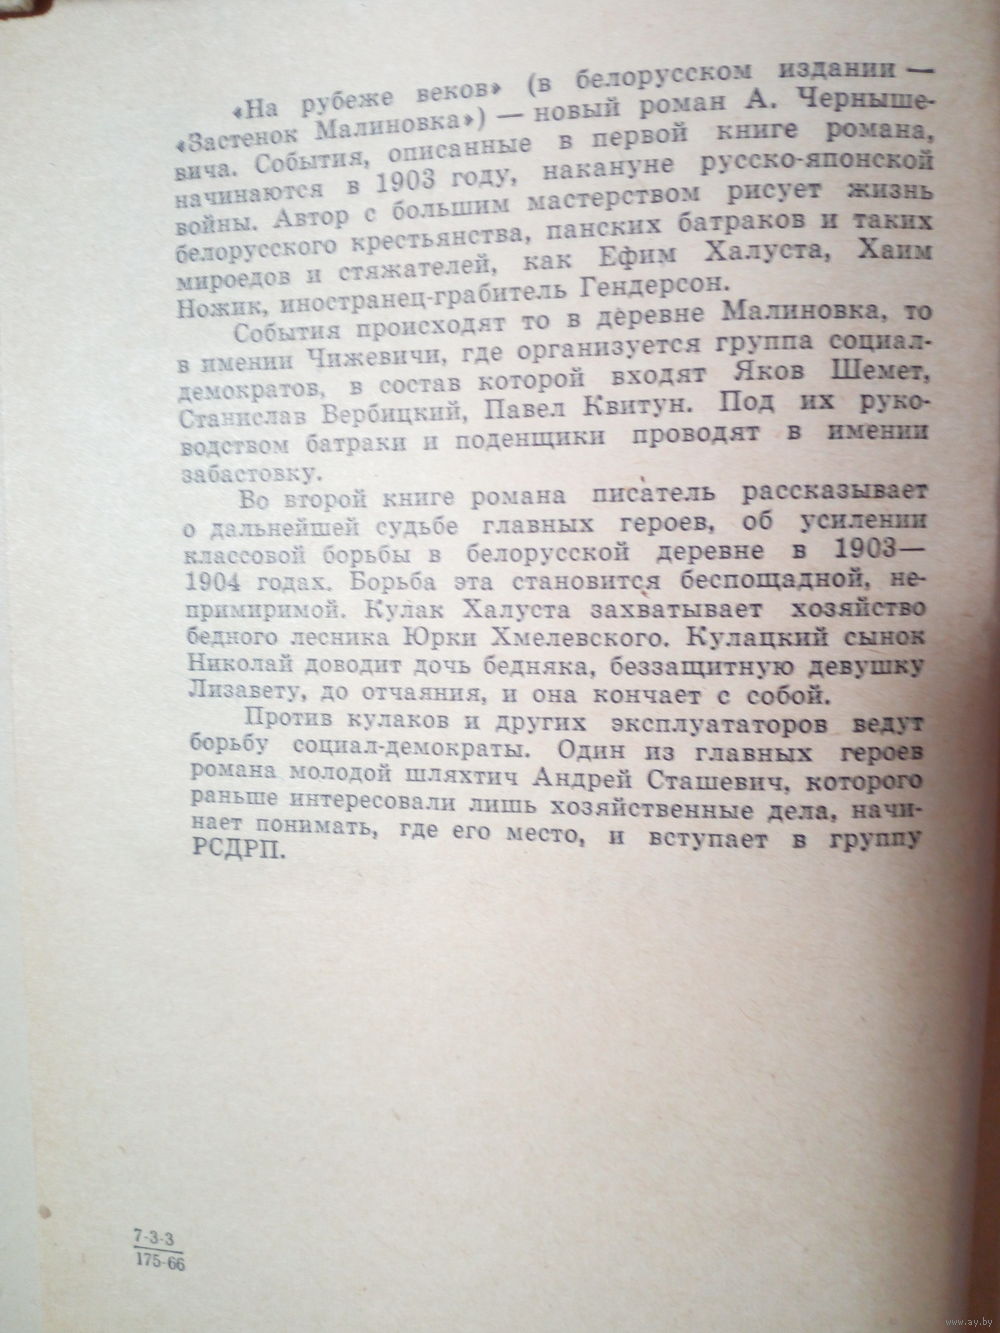 «На рубеже веков» (в белорусском издании —
«Застенок Малиновка») — новый роман А. Черныше-
вича. События, описанные в первой книге романа,
начинаются в 1903 году, накануне русско-японской
войны. Автор с большим мастерством рисует жизнь
белорусского крестьянства, панских батраков и таких
мироедов и стяжателей, как Ефим Халуста, Хаим
Ножик, иностранец-грабитель Гендерсон.
События происходят то в деревне Малиновка, то
в имении Чижевичи, где организуется группа социал-
демократов, в состав которой входят Яков Шемет,
Станислав Вербицкий, Павел Квитун. Под их руко-
водством батраки и поденщики проводят в имении
забастовку.
Во второй книге романа писатель рассказывает
о дальнейшей судьбе главных героев, об усилении
классовой борьбы в белорусской деревне в 1903—
1904 годах. Борьба эта становится беспощадной, не-
примиримой. Кулак Халуста захватывает хозяйство
бедного лесника Юрки Хмелевского. Кулацкий сынок
Николай доводит дочь бедняка, беззащитную девушку
Лизавету, до отчаяния, и она кончает с собой.
Против кулаков и других эксплуататоров ведут
борьбу социал-демократы. Один из главных героев
романа молодой шляхтич Андрей Сташевич, которого
раньше интересовали лишь хозяйственные дела, начи-
нает понимать, где его место, и вступает в группу
РСДРП.
7-3-3
175-66
www.ay.by